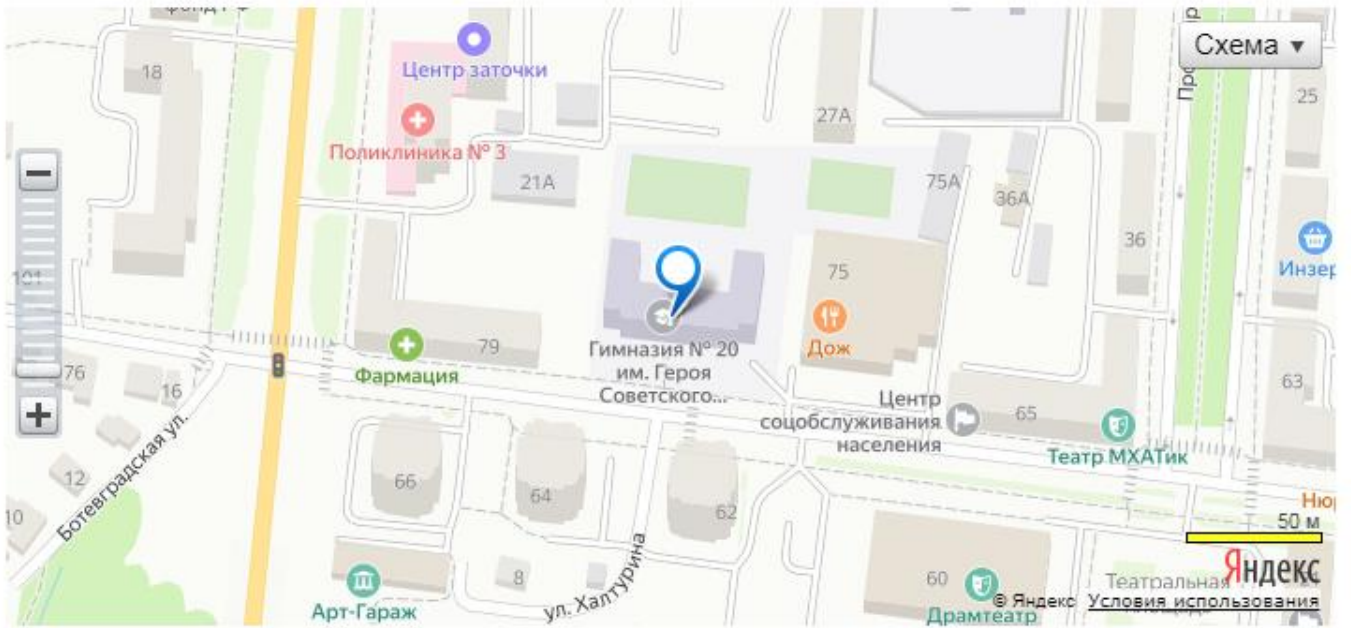 Схема ▾
18
Центр заточки
25
27А
Поликлиника № 3
21А
75А
36А
36
101
75
Инзер
Дож
79
Гимназия № 20
им. Героя
Советского...
Фармация
76
16
63
Центр
соцобслуживания
населения
65
Театр МХАТик
Ботевградская ул.
12
66
64
62
10
50 м
8
ул. Халтурина
60
Театральная
Яндекс
Арт-Гараж
Драмтеатр
© Яндекс Условия использования